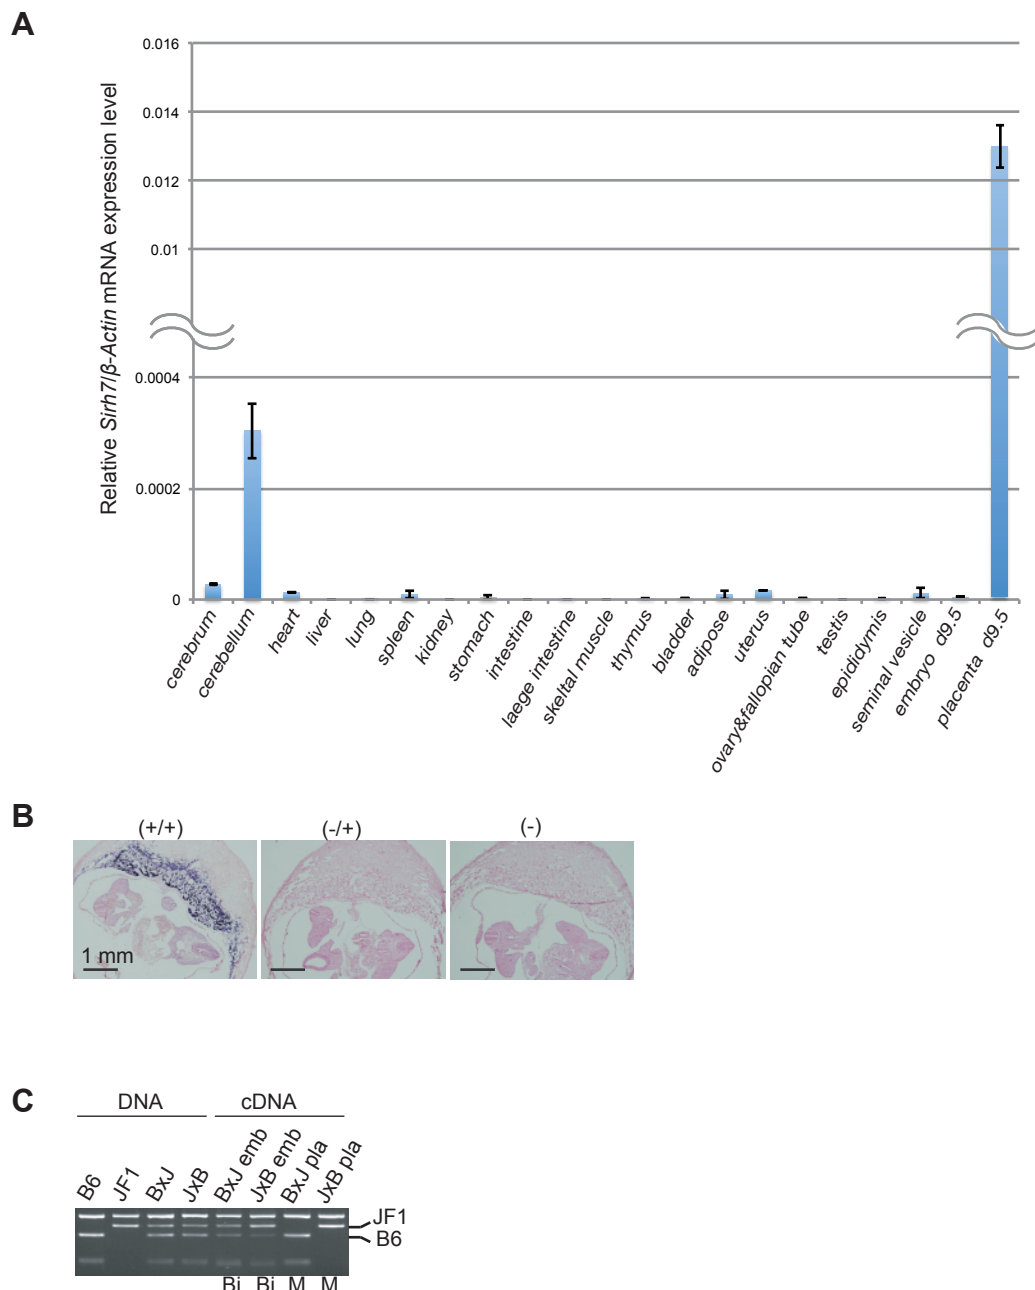 A
Relative Sirh7/β-Actin mRNA expression level
0.016
0.014
0.012
0.01
0.0004
0.0002
0
cerebrum
cerebellum
heart
liver
lung
spleen
kidney
stomach
intestine
laege intestine
skeltal muscle
thymus
bladder
adipose
uterus
ovary&fallopian tube
testis
epididymis
seminal vesicle
embryo d9.5
placenta d9.5
B
(+/+) (-/+) (-)
1 mm
C
DNA cDNA
B6 JF1 BxJ JxB BxJ emb JxB emb BxJ pla JxB pla
JF1
B6
Bi Bi M M